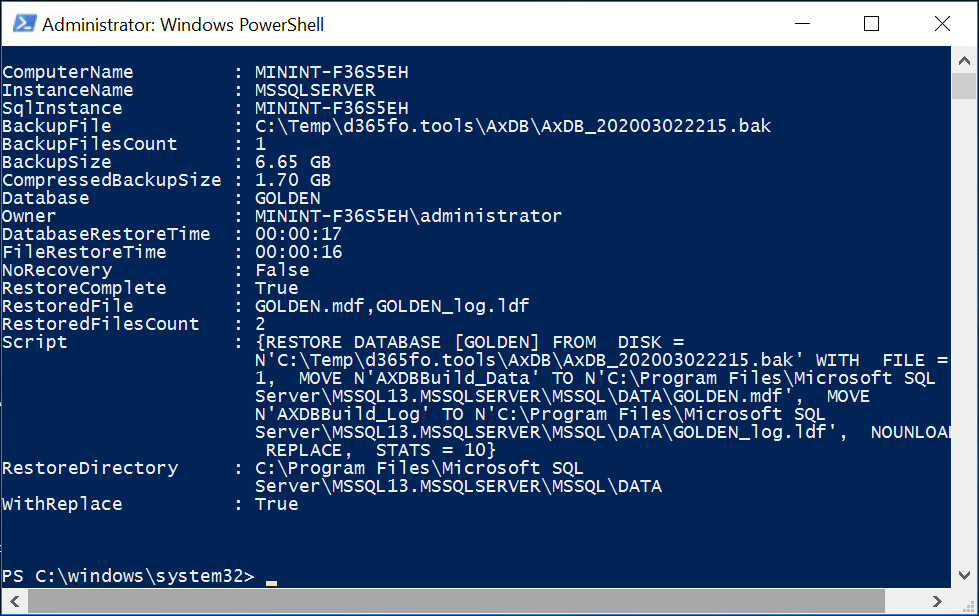 Administrator: Windows PowerShell
ComputerName : MININT-F36S5EH
InstanceName : MSSQLSERVER
SqlInstance : MININT-F36S5EH
BackupFile : C:\Temp\d365fo.tools\AxDB\AxDB_202003022215.bak
BackupFilesCount : 1
BackupSize : 6.65 GB
CompressedBackupSize : 1.70 GB
Database : GOLDEN
Owner : MININT-F36S5EH\administrator
DatabaseRestoreTime : 00:00:17
FileRestoreTime : 00:00:16
NoRecovery : False
RestoreComplete : True
RestoredFile : GOLDEN.mdf,GOLDEN_log.ldf
RestoredFilesCount : 2
Script : {RESTORE DATABASE [GOLDEN] FROM  DISK =
N'C:\Temp\d365fo.tools\AxDB\AxDB_202003022215.bak' WITH  FILE =
1,  MOVE N'AXDBBuild_Data' TO N'C:\Program Files\Microsoft SQL
Server\MSSQL13.MSSQLSERVER\MSSQL\DATA\GOLDEN.mdf',  MOVE
N'AXDBBuild_Log' TO N'C:\Program Files\Microsoft SQL
Server\MSSQL13.MSSQLSERVER\MSSQL\DATA\GOLDEN_log.ldf',  NOUNLOA
REPLACE,  STATS = 10}
RestoreDirectory : C:\Program Files\Microsoft SQL
Server\MSSQL13.MSSQLSERVER\MSSQL\DATA
WithReplace : True
PS C:\windows\system32>